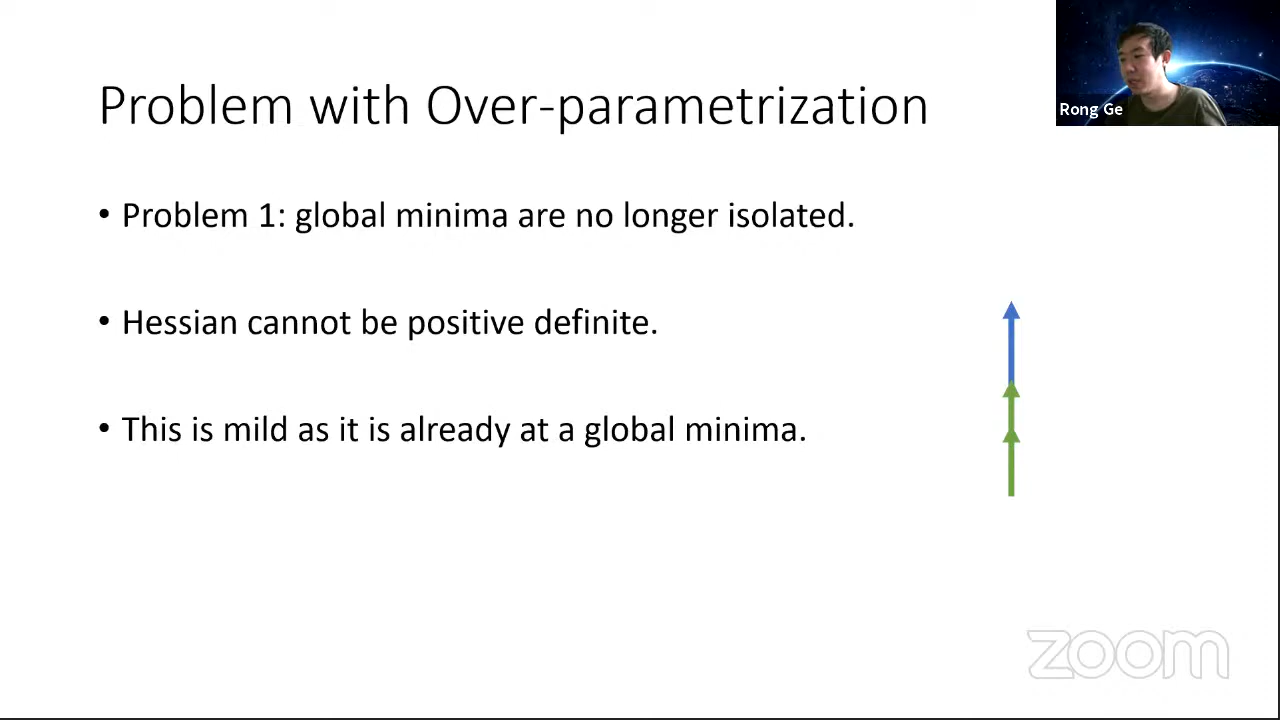 Problem with Over-parametrization
Rong Ge
• Problem 1: global minima are no longer isolated.
• Hessian cannot be positive definite.
• This is mild as it is already at a global minima.
zoom